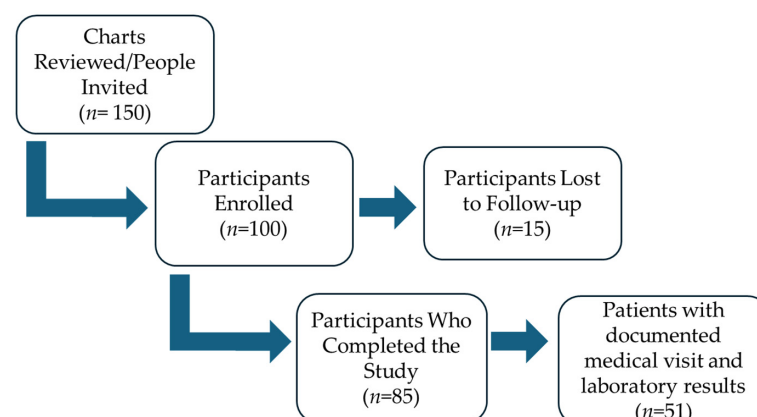 Charts
Reviewed/People
Invited
(n= 150)
Participants
Enrolled
(n=100)
Participants Lost
to Follow-up
(n=15)
Participants Who
Completed the
Study
(n=85)
Patients with
documented
medical visit and
laboratory results
(n=51)